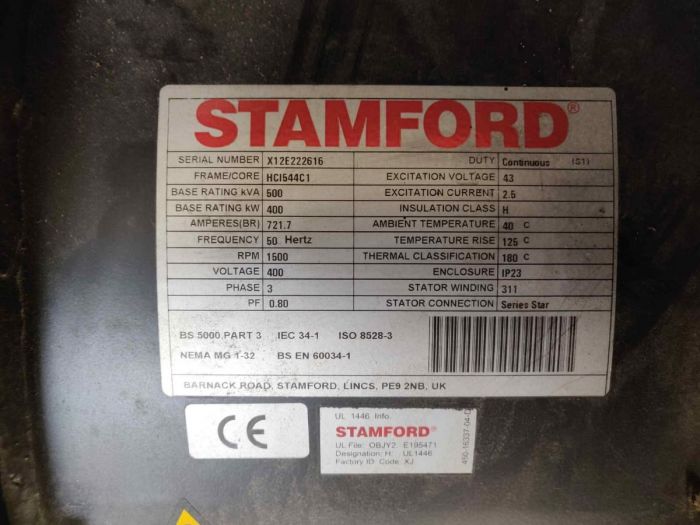 STAMFORD®
SERIAL NUMBER X12E222616 DUTY Continuous (S1)
FRAME/CORE HCI544C1 EXCITATION VOLTAGE 43
BASE RATING kVA 500 EXCITATION CURRENT 2.5
BASE RATING kW 400 INSULATION CLASS H
AMPERES(BR) 721.7 AMBIENT TEMPERATURE 40 C
FREQUENCY 50 Hertz TEMPERATURE RISE 125 C
RPM 1500 THERMAL CLASSIFICATION 180 C
VOLTAGE 400 ENCLOSURE IP23
PHASE 3 STATOR WINDING 311
PF 0.80 STATOR CONNECTION Series Star
BS 5000.PART 3 IEC 34-1 ISO 8528-3
NEMA MG 1-32 BS EN 60034-1
BARNACK ROAD, STAMFORD, LINCS, PE9 2NB, UK
CE
UL 1446 Info.
STAMFORD®
UL File: OBJY2 E195471
Designation: H: UL1446
Factory ID Code: XJ
450-16337-04-D